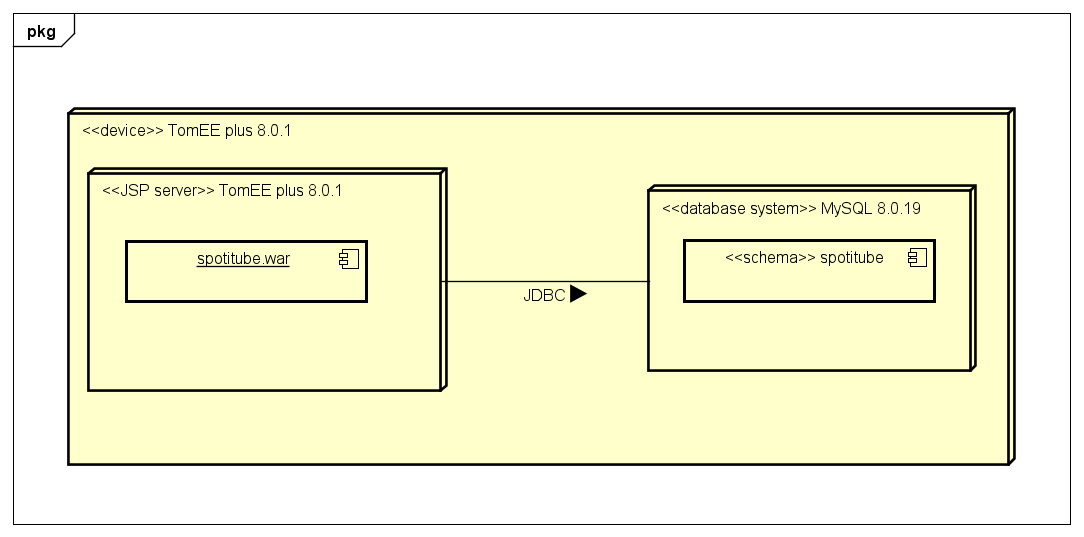 pkg
<<device>> TomEE plus 8.0.1
<<JSP server>> TomEE plus 8.0.1
<<database system>> MySQL 8.0.19
spotitube.war
<<schema>> spotitube
JDBC